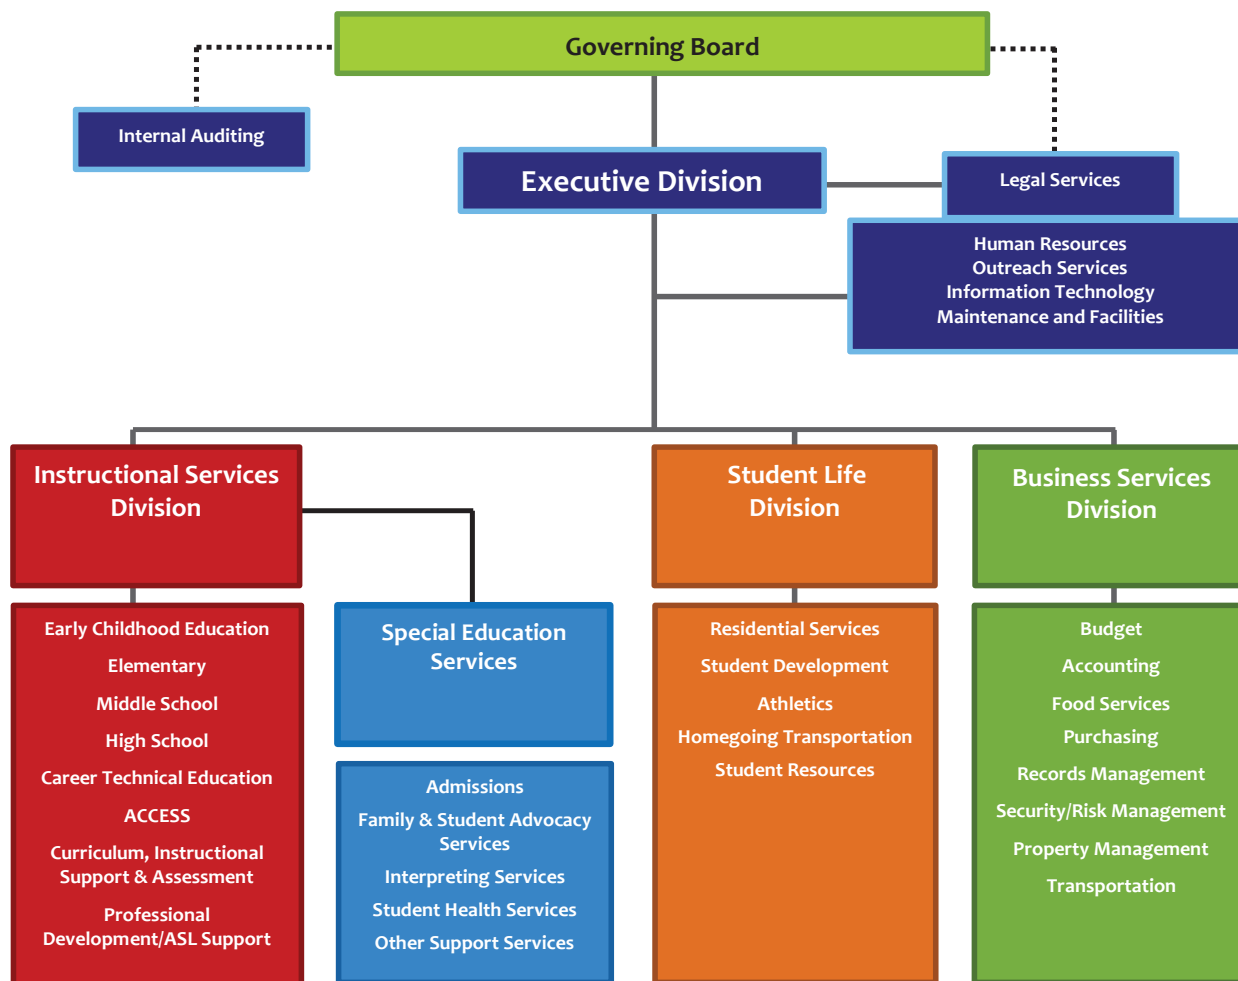 Governing Board
Internal Auditing
Executive Division
Legal Services
Human Resources
Outreach Services
Information Technology
Maintenance and Facilities
Instructional Services
Division
Early Childhood Education
Elementary
Middle School
High School
Career Technical Education
ACCESS
Curriculum, Instructional
Support & Assessment
Professional
Development/ASL Support
Special Education
Services
Admissions
Family & Student Advocacy
Services
Interpreting Services
Student Health Services
Other Support Services
Student Life
Division
Residential Services
Student Development
Athletics
Homegoing Transportation
Student Resources
Business Services
Division
Budget
Accounting
Food Services
Purchasing
Records Management
Security/Risk Management
Property Management
Transportation